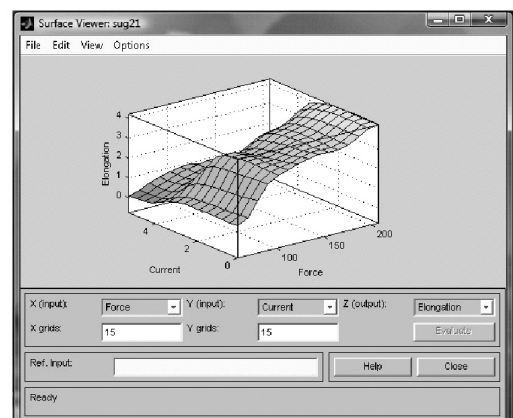 Surface Viewer: sug21
File Edit View Options
4
3
2
1
0
Elongation
4
2
0
Current
100
150
200
Force
X (input): Force Y (input): Current Z (output): Elongation
X grids: 15 Y grids: 15 Evaluate
Ref. Input: Help Close
Ready